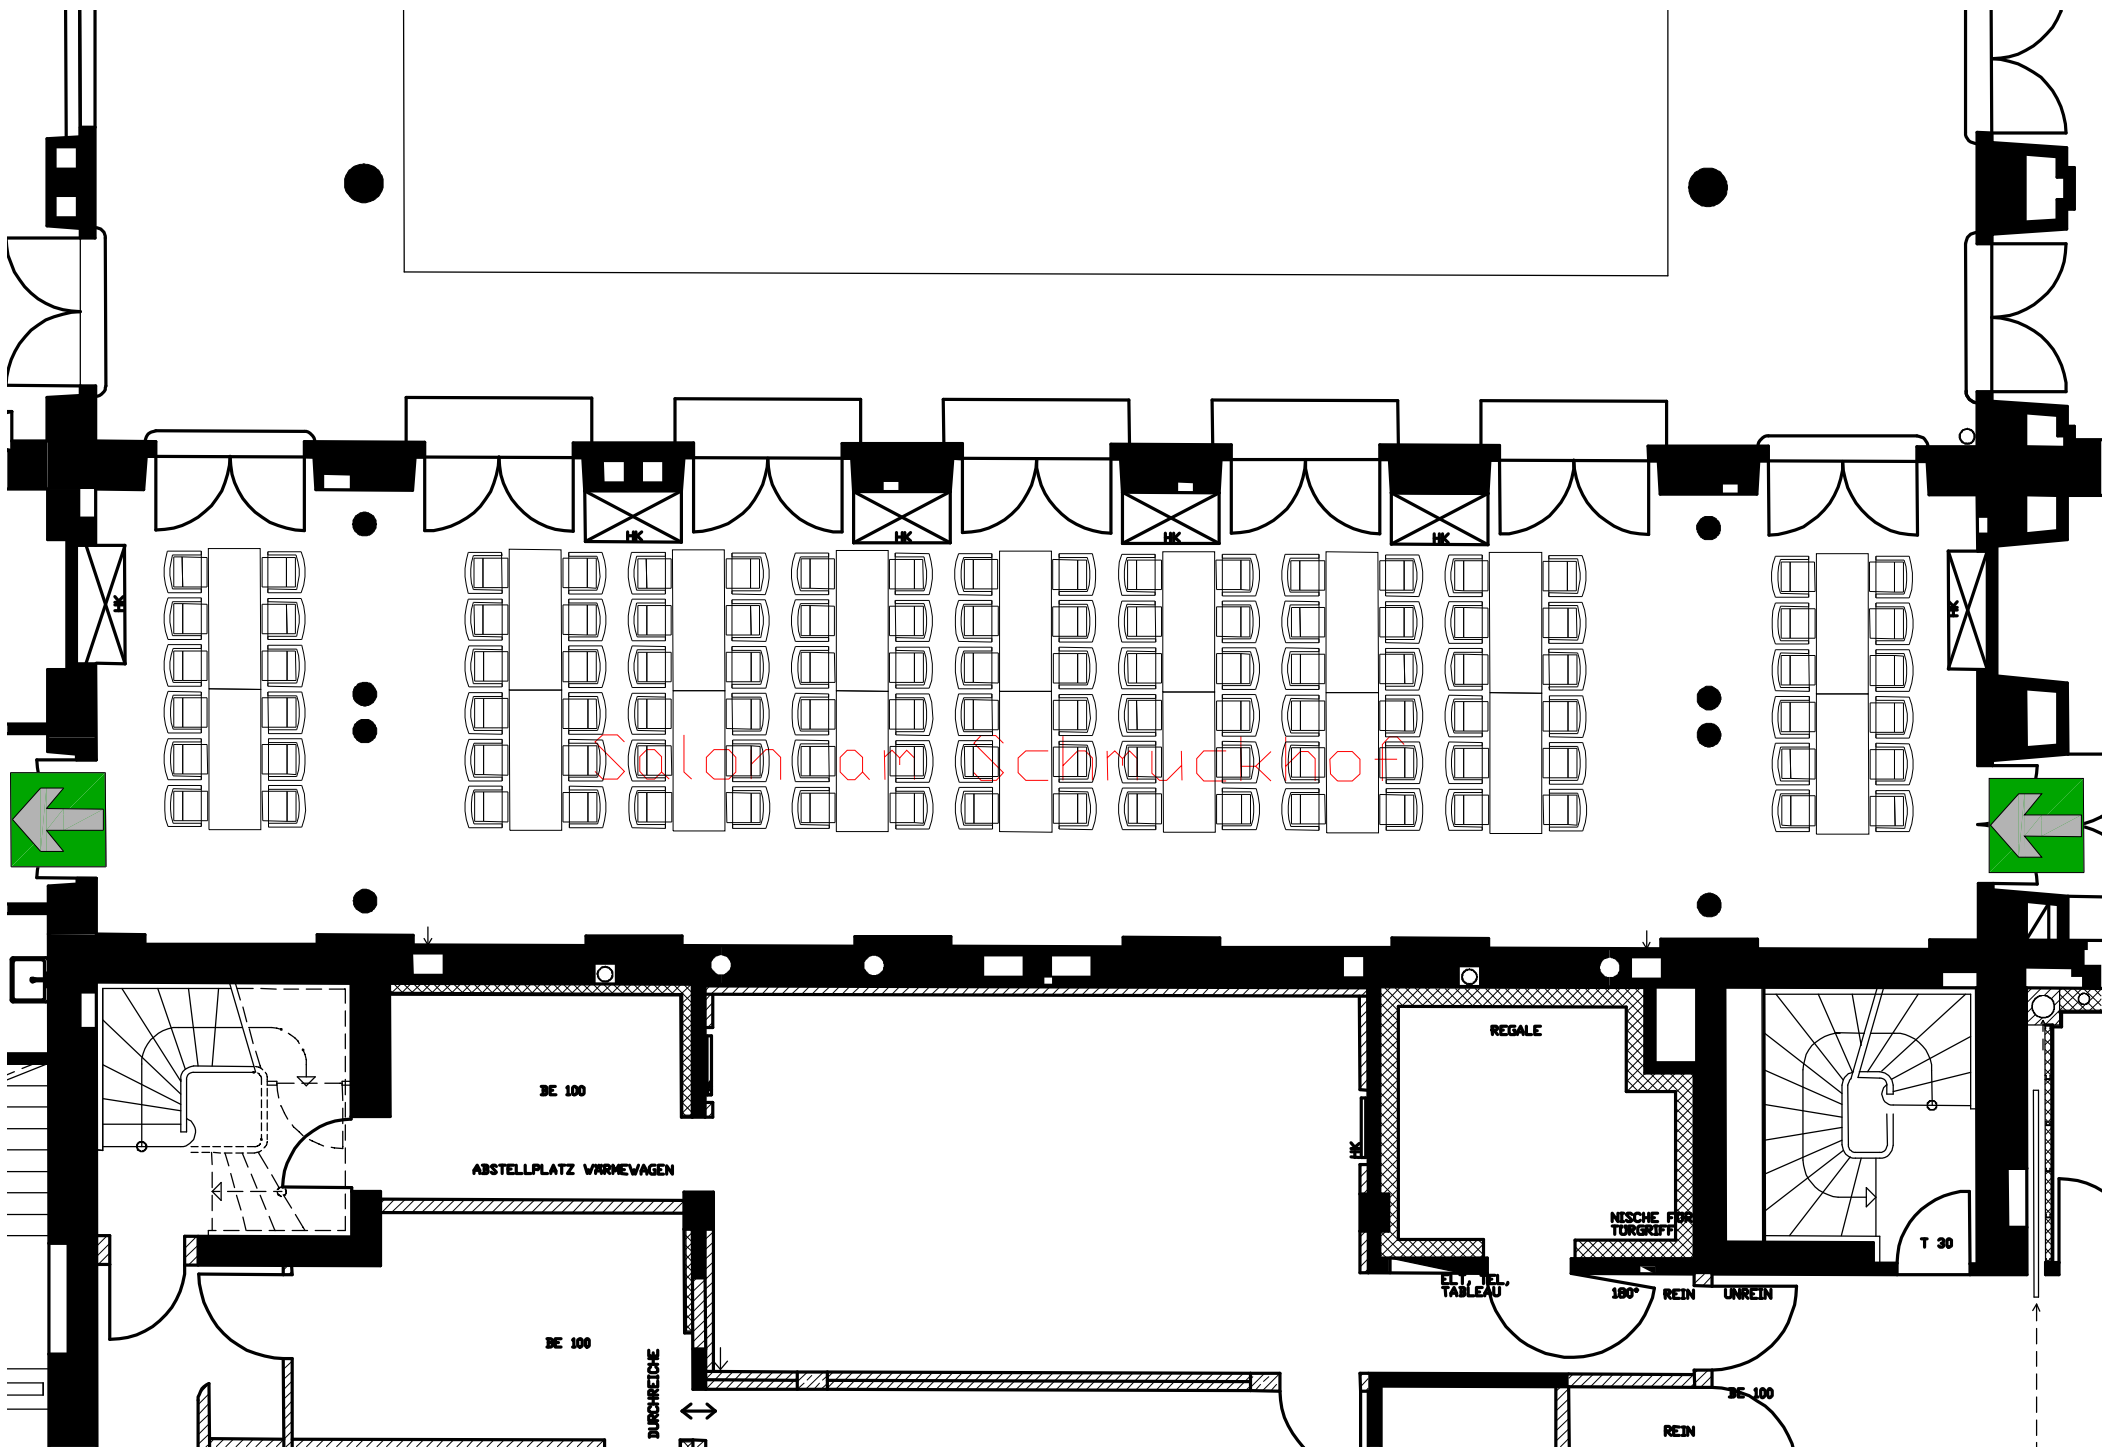 HK
HK
HK
HK
HK
HK
Salon am Schmuckhof
REGALE
BE 100
HK
ABSTELLPLATZ WÄRMEWAGEN
NISCHE FÜR
TÜRGRIFF
T 30
ELT, TEL,
TABLEAU
180° REIN UNREIN
BE 100
DURCHREICHE
BE 100
REIN